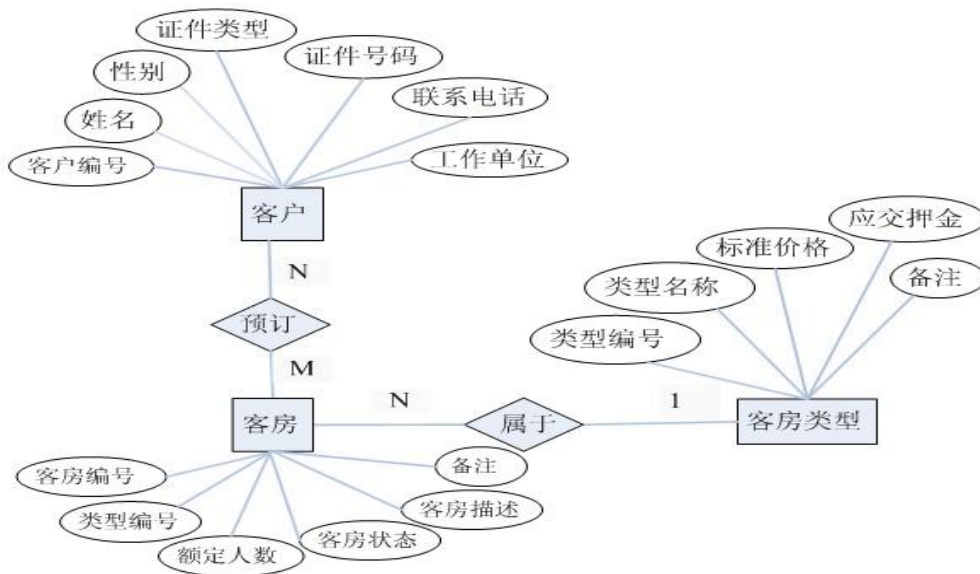 证件类型
证件号码
性别
联系电话
姓名
工作单位
客户编号
客户
应交押金
标准价格
备注
类型名称
类型编号
N
预订
M
客房
N
属于
1
客房类型
备注
客房编号
客房描述
类型编号
客房状态
额定人数